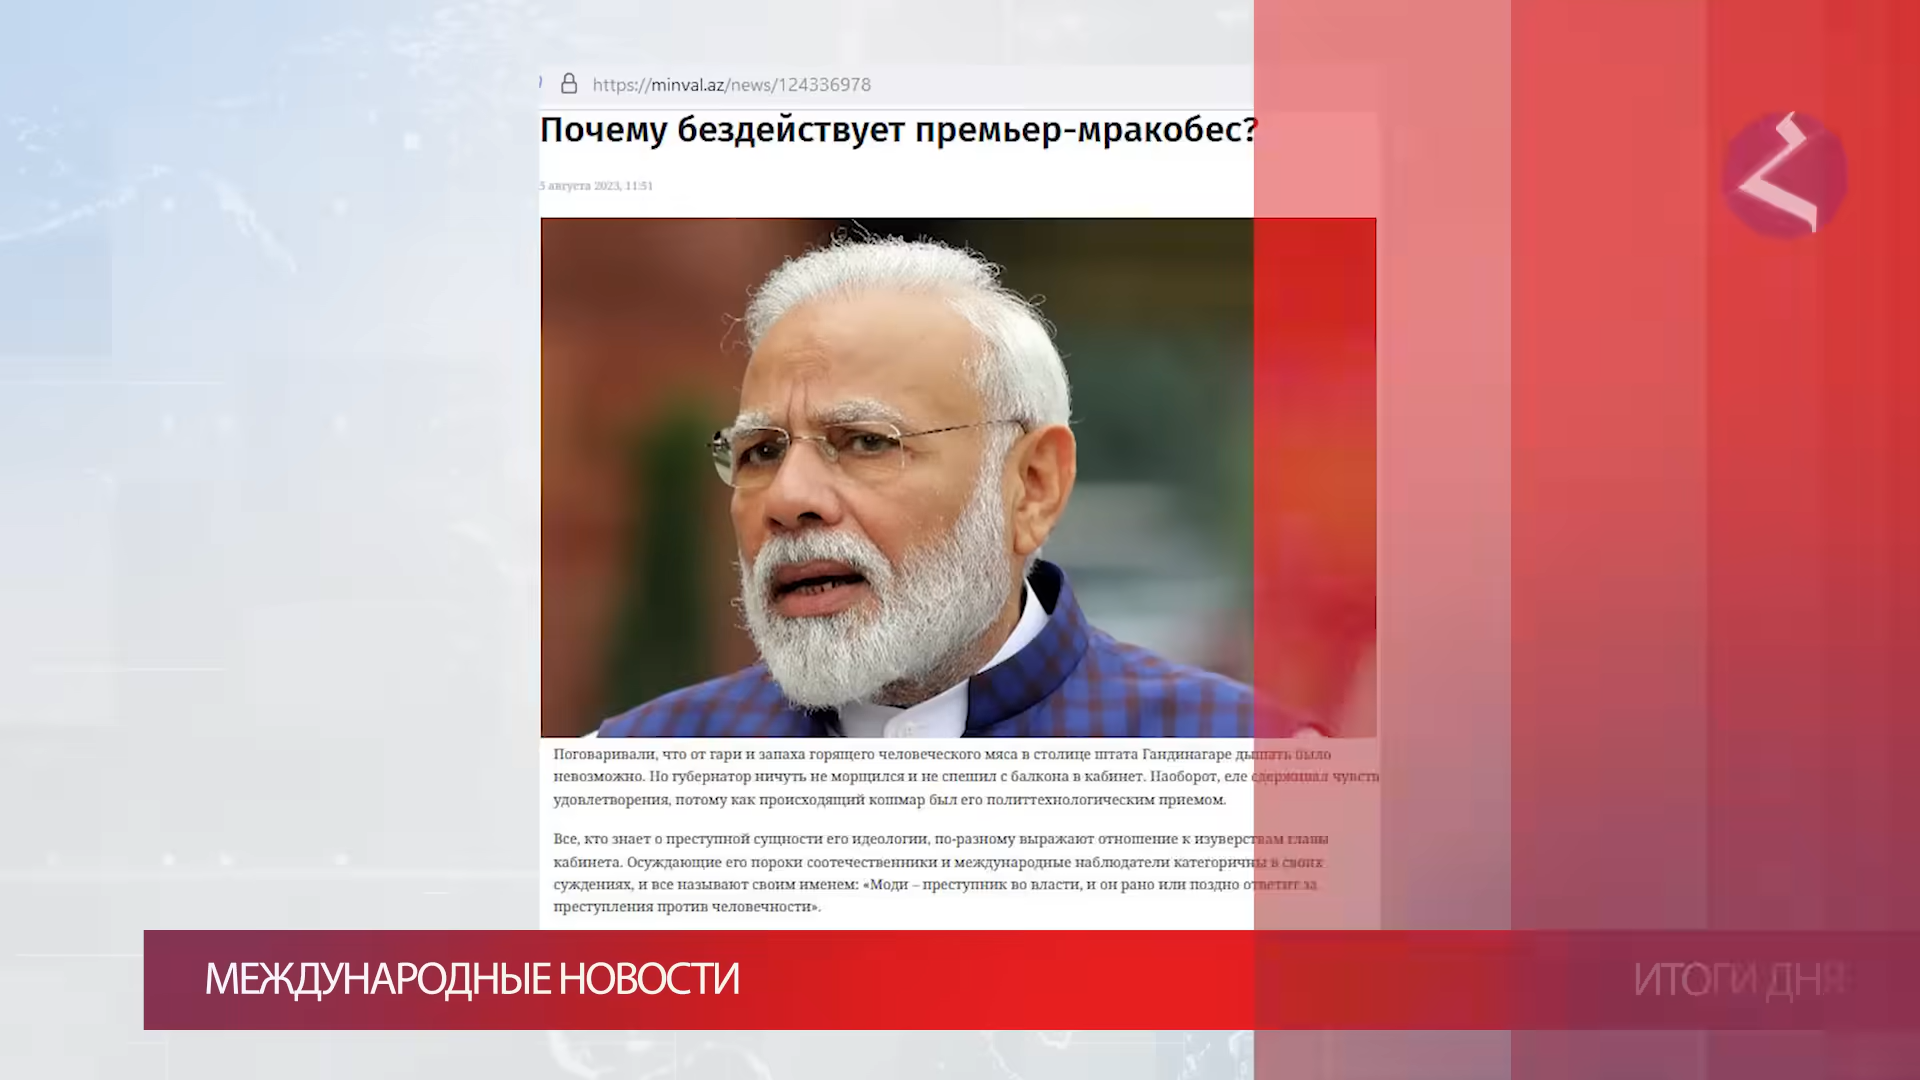 https://minval.az/news/124336978
Почему бездействует премьер-мракобес?
5 августа 2023, 11:51
Поговаривали, что от гари и запаха горящего человеческого мяса в столице штата Гандинагаре дышать было
невозможно. Но губернатор ничуть не морщился и не спешил с балкона в кабинет. Наоборот, еле сдерживал
удовлетворения, потому как происходящий кошмар был его политтехнологическим приемом.
Все, кто знает о преступной сущности его идеологии, по-разному выражают отношение к изуверствам главы
кабинета. Осуждающие его пороки соотечественники и международные наблюдатели категоричны в своих
суждениях, и все называют своим именем: «Моди – преступник во власти, и он рано или поздно ответит за
преступления против человечности».
МЕЖДУНАРОДНЫЕ НОВОСТИ
ИТОГИ ДНЯ